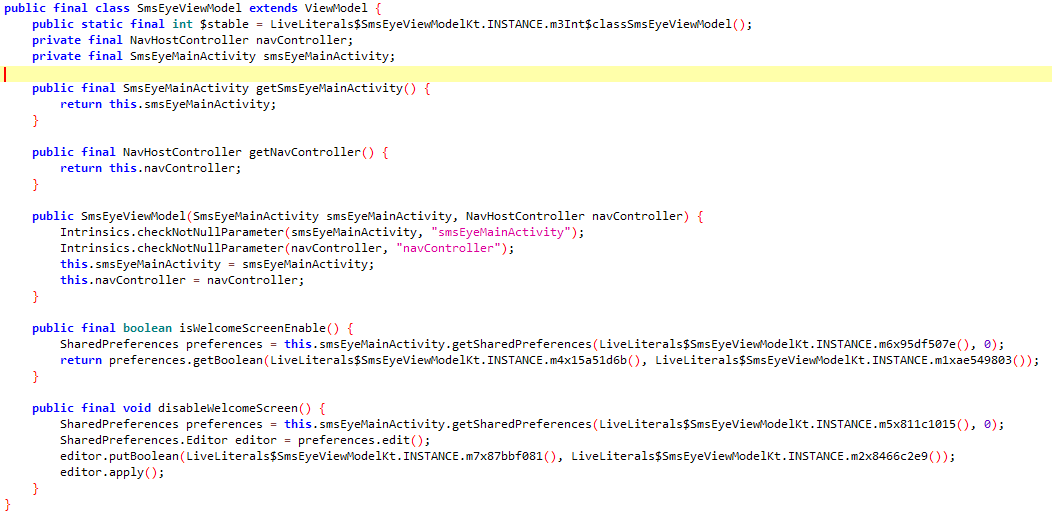 public final class SmsEyeViewModel extends ViewModel {
    public static final int $stable = LiveLiterals$SmsEyeViewModelKt.INSTANCE.m3Int$classSmsEyeViewModel();
    private final NavHostController navController;
    private final SmsEyeMainActivity smsEyeMainActivity;
    public final SmsEyeMainActivity getSmsEyeMainActivity() {
        return this.smsEyeMainActivity;
    }
    public final NavHostController getNavController() {
        return this.navController;
    }
    public SmsEyeViewModel(SmsEyeMainActivity smsEyeMainActivity, NavHostController navController) {
        Intrinsics.checkNotNullParameter(smsEyeMainActivity, "smsEyeMainActivity");
        Intrinsics.checkNotNullParameter(navController, "navController");
        this.smsEyeMainActivity = smsEyeMainActivity;
        this.navController = navController;
    }
    public final boolean isWelcomeScreenEnable() {
        SharedPreferences preferences = this.smsEyeMainActivity.getSharedPreferences(LiveLiterals$SmsEyeViewModelKt.INSTANCE.m6x95df507e(), 0);
        return preferences.getBoolean(LiveLiterals$SmsEyeViewModelKt.INSTANCE.m4x15a51d6b(), LiveLiterals$SmsEyeViewModelKt.INSTANCE.m1xae549803());
    }
    public final void disableWelcomeScreen() {
        SharedPreferences preferences = this.smsEyeMainActivity.getSharedPreferences(LiveLiterals$SmsEyeViewModelKt.INSTANCE.m5x811c1015(), 0);
        SharedPreferences.Editor editor = preferences.edit();
        editor.putBoolean(LiveLiterals$SmsEyeViewModelKt.INSTANCE.m7x87bbf081(), LiveLiterals$SmsEyeViewModelKt.INSTANCE.m2x8466c2e9());
        editor.apply();
    }
}